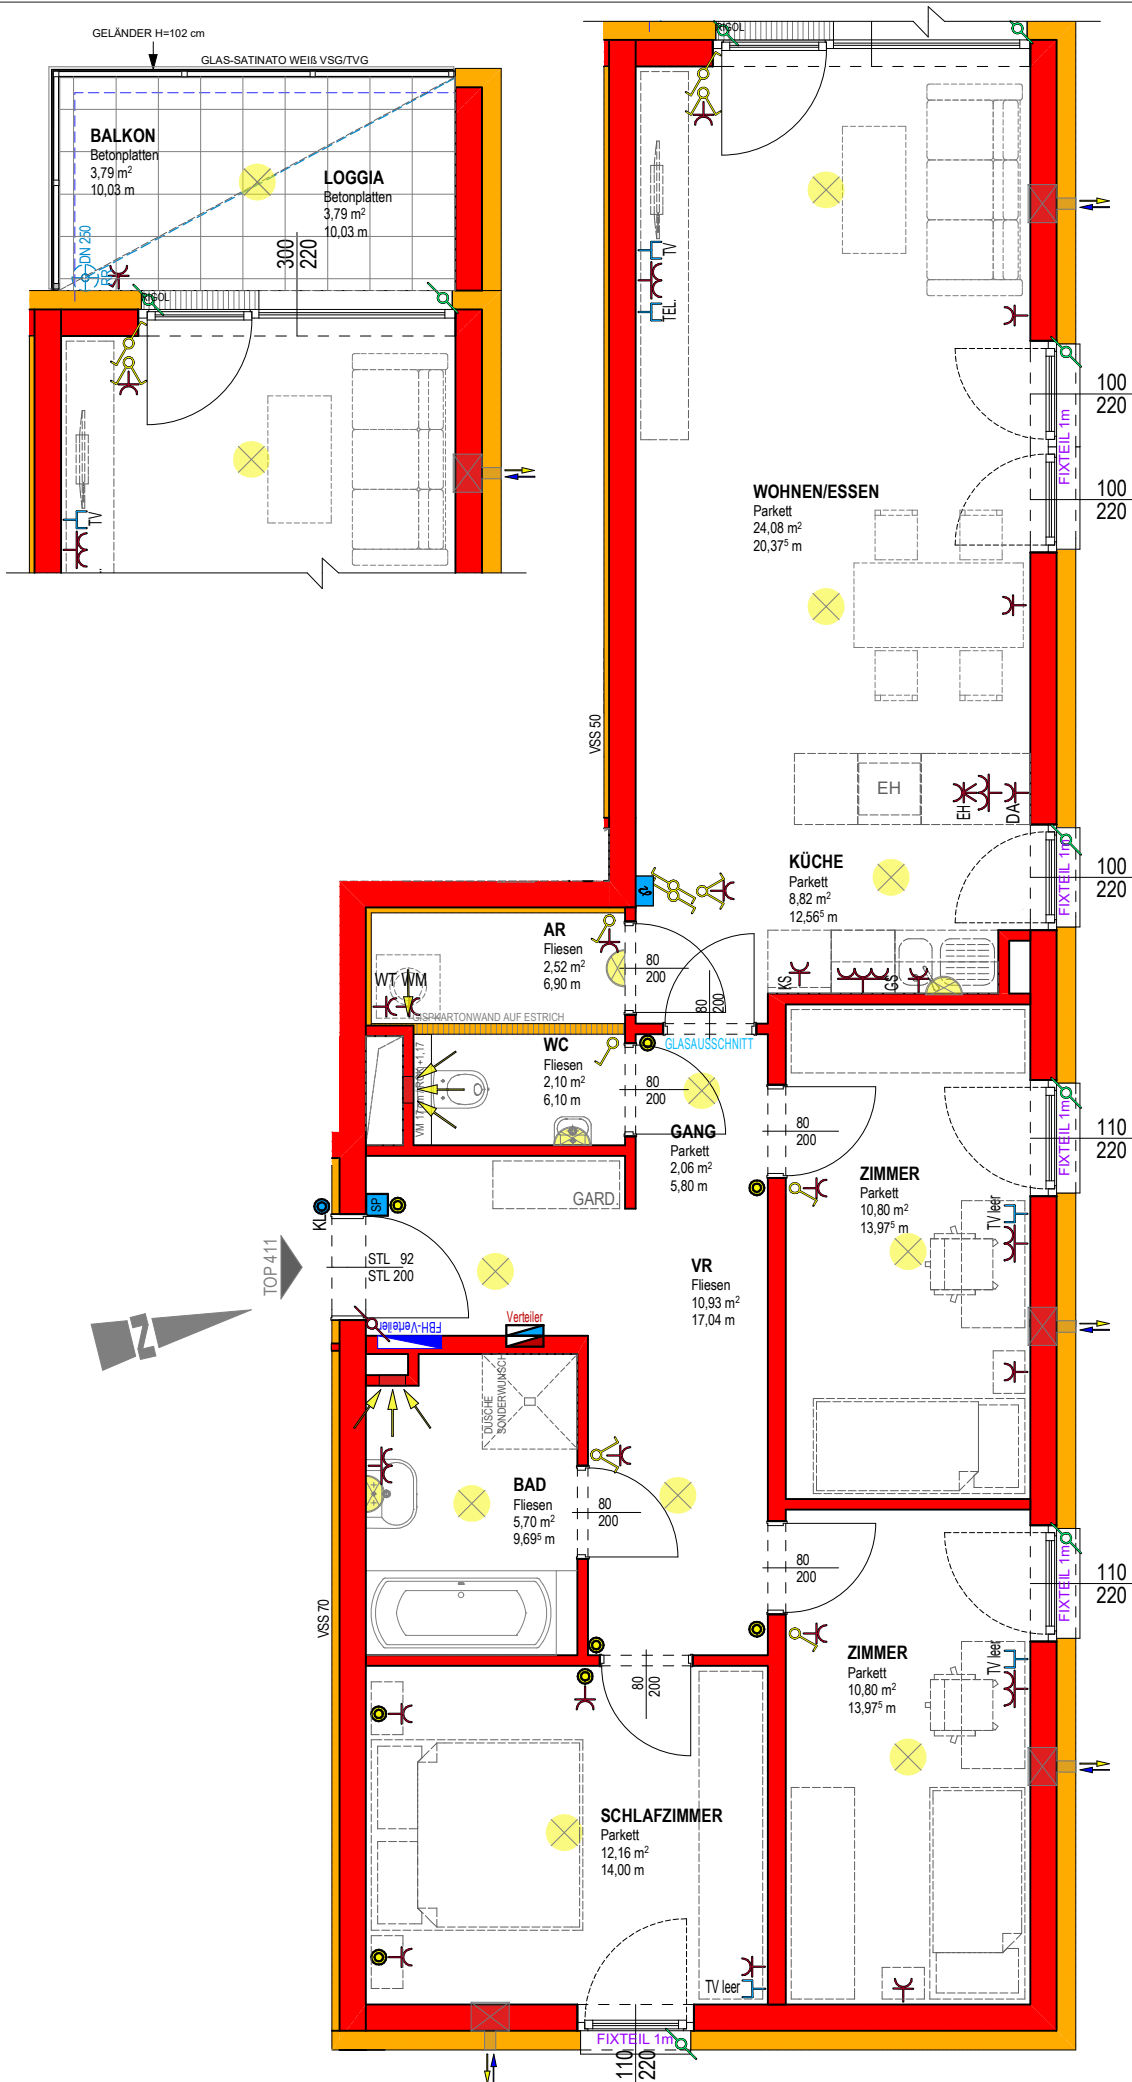 GELÄNDER H=102 cm
GLAS-SATINATO WEIß VSG/TVG
BALKON
Betonplatten
3,79 m²
10,03 m
LOGGIA
Betonplatten
3,79 m²
10,03 m
300
220
DN 250
RR
RIGOL
TV
RIGOL
TV
TEL.
100
220
FIXTEIL 1m
100
220
WOHNEN/ESSEN
Parkett
24,08 m²
20,37⁵ m
VSS 50
EH
EH
DA
KÜCHE
Parkett
8,82 m²
12,56⁵ m
100
220
FIXTEIL 1m
KS
GS
AR
Fliesen
2,52 m²
6,90 m
80
200
80
200
WT WM
GISPKARTONWAND AUF ESTRICH
GLASAUSSCHNITT
WC
Fliesen
2,10 m²
6,10 m
80
200
GANG
Parkett
2,06 m²
5,80 m
80
200
ZIMMER
Parkett
10,80 m²
13,97⁵ m
110
220
FIXTEIL 1m
TV leer
GARD.
KL
SP
TOP 411
STL 92
STL 200
VR
Fliesen
10,93 m²
17,04 m
Z
FBH-Verteiler
Verteiler
DUSCHE
SONDERWUNSCH
BAD
Fliesen
5,70 m²
9,69⁵ m
80
200
80
200
110
220
FIXTEIL 1m
VSS 70
ZIMMER
Parkett
10,80 m²
13,97⁵ m
TV leer
80
200
SCHLAFZIMMER
Parkett
12,16 m²
14,00 m
TV leer
FIXTEIL 1m
110
220